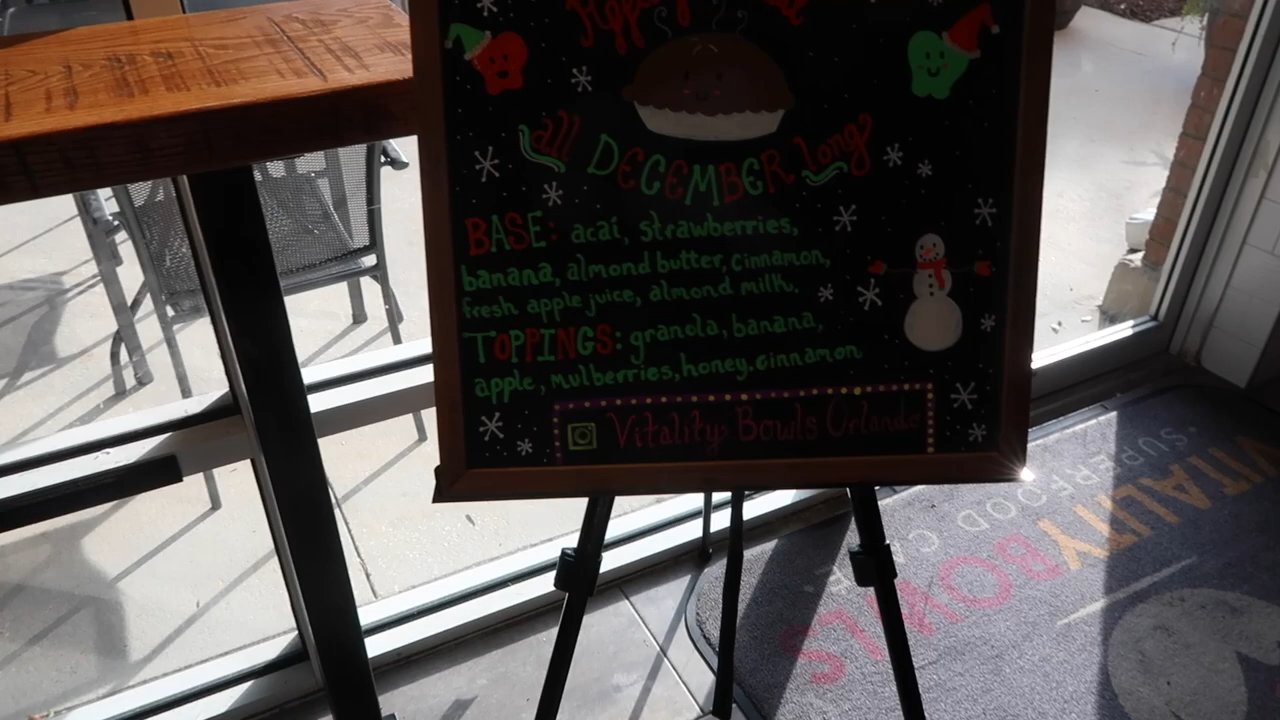 all DECEMBER long
BASE: acai, strawberries,
banana, almond butter, cinnamon,
fresh apple juice, almond milk.
TOPPINGS: granola, banana,
apple, mulberries, honey, cinnamon
Vitality Bowls Orlando
VITALITY BOWLS
SUPERFOOD